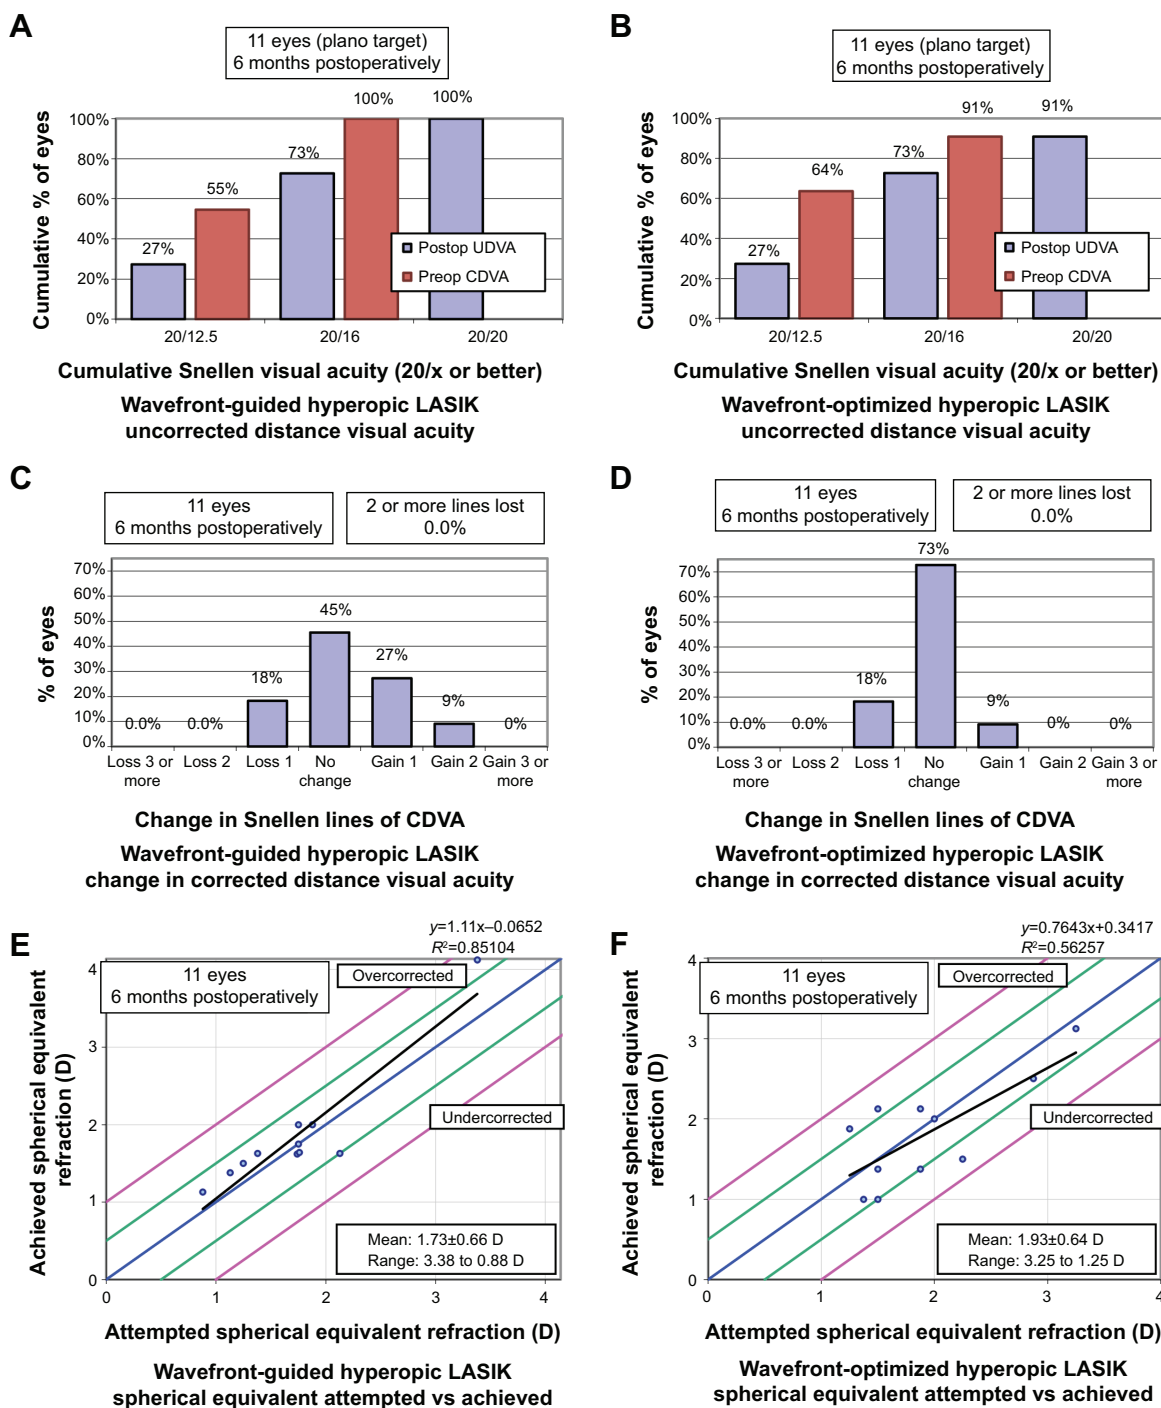 A
11 eyes (plano target)
6 months postoperatively
Cumulative % of eyes
100%
80%
60%
40%
20%
0%
27%
55%
73%
100%
100%
Postop UDVA
Preop CDVA
20/12.5
20/16
20/20
Cumulative Snellen visual acuity (20/x or better)
Wavefront-guided hyperopic LASIK
uncorrected distance visual acuity
B
11 eyes (plano target)
6 months postoperatively
Cumulative % of eyes
100%
80%
60%
40%
20%
0%
27%
64%
73%
91%
91%
Postop UDVA
Preop CDVA
20/12.5
20/16
20/20
Cumulative Snellen visual acuity (20/x or better)
Wavefront-optimized hyperopic LASIK
uncorrected distance visual acuity
C
11 eyes
6 months postoperatively
2 or more lines lost
0.0%
% of eyes
70%
60%
50%
40%
30%
20%
10%
0%
0.0%
0.0%
18%
45%
27%
9%
0%
Loss 3 or
more
Loss 2
Loss 1
No
change
Gain 1
Gain 2
Gain 3 or
more
Change in Snellen lines of CDVA
Wavefront-guided hyperopic LASIK
change in corrected distance visual acuity
D
11 eyes
6 months postoperatively
2 or more lines lost
0.0%
% of eyes
70%
60%
50%
40%
30%
20%
10%
0%
0.0%
0.0%
18%
73%
9%
0%
0%
Loss 3 or
more
Loss 2
Loss 1
No
change
Gain 1
Gain 2
Gain 3 or
more
Change in Snellen lines of CDVA
Wavefront-optimized hyperopic LASIK
change in corrected distance visual acuity
E
y=1.11x–0.0652
R²=0.85104
11 eyes
6 months postoperatively
Overcorrected
Undercorrected
Achieved spherical equivalent
refraction (D)
4
3
2
1
0
Mean: 1.73±0.66 D
Range: 3.38 to 0.88 D
0
1
2
3
4
Attempted spherical equivalent refraction (D)
Wavefront-guided hyperopic LASIK
spherical equivalent attempted vs achieved
F
y=0.7643x+0.3417
R²=0.56257
11 eyes
6 months postoperatively
Overcorrected
Undercorrected
Achieved spherical equivalent
refraction (D)
4
3
2
1
0
Mean: 1.93±0.64 D
Range: 3.25 to 1.25 D
0
1
2
3
4
Attempted spherical equivalent refraction (D)
Wavefront-optimized hyperopic LASIK
spherical equivalent attempted vs achieved